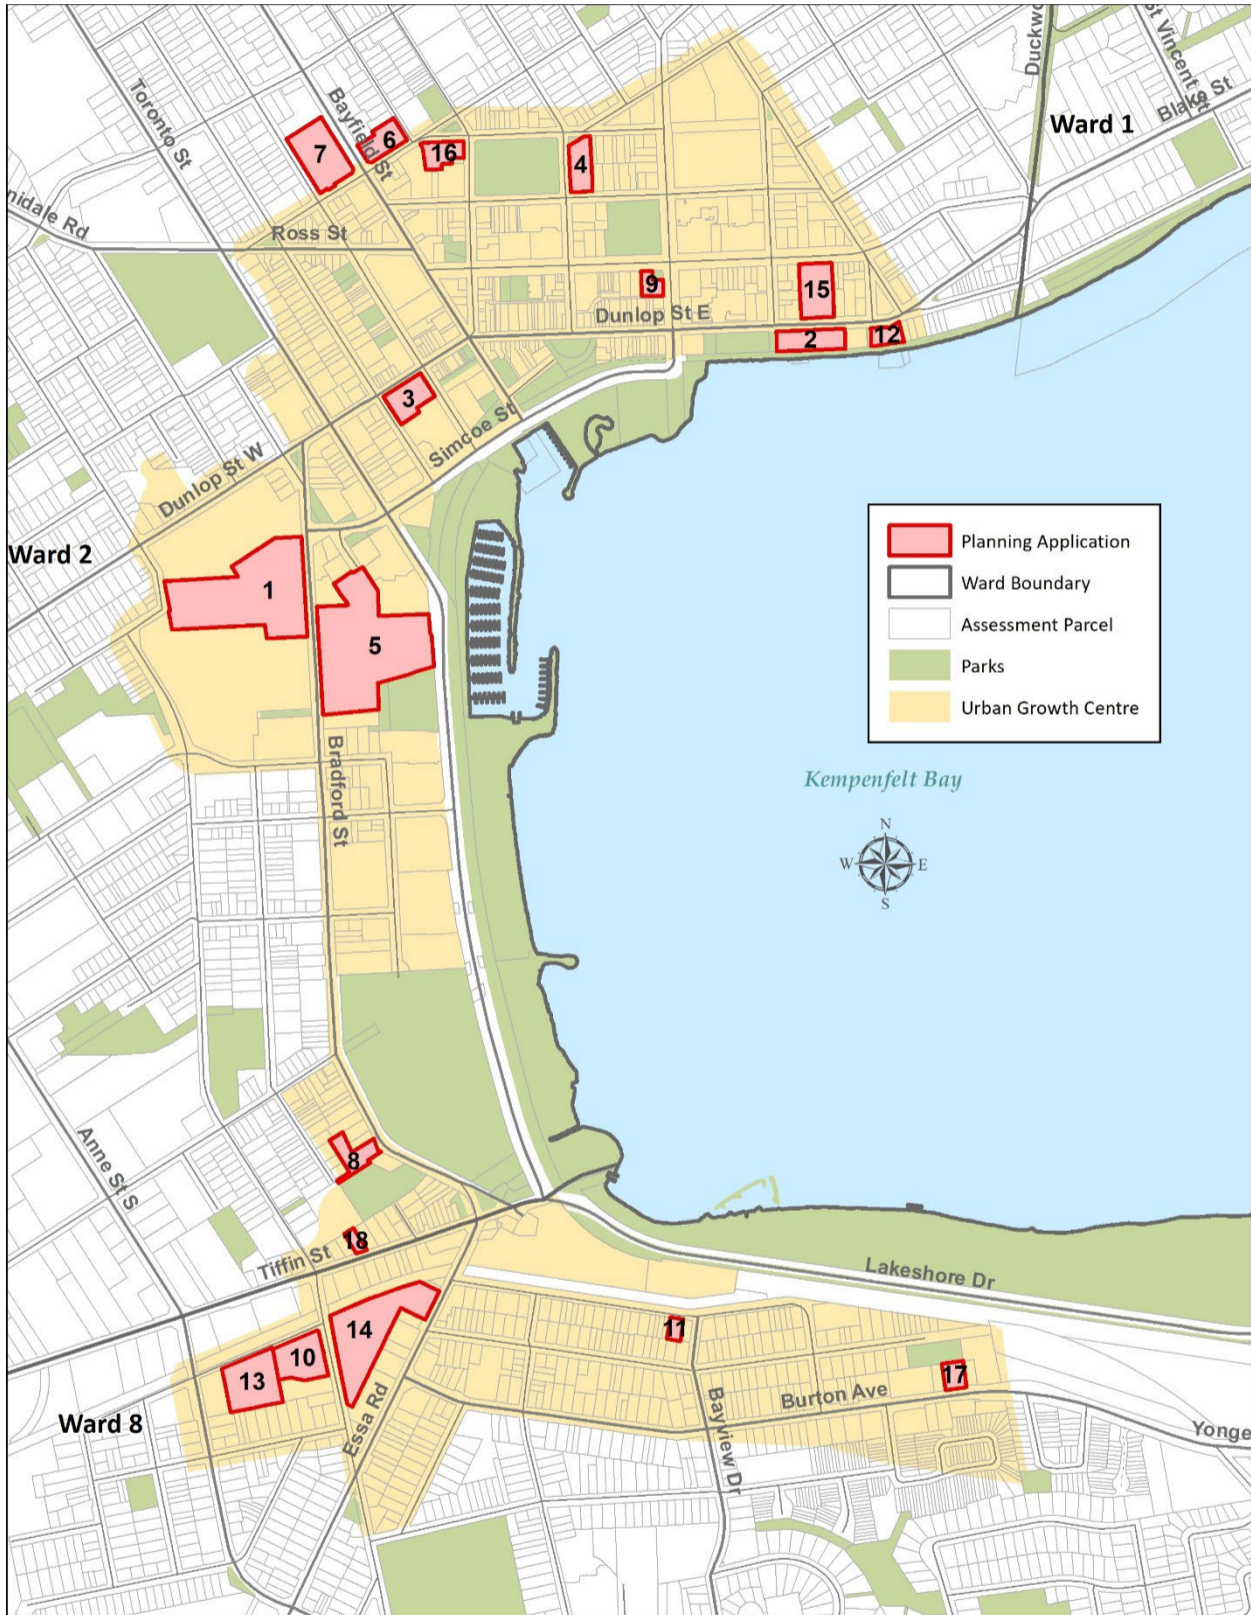 Duckwo
St Vincent St
Blake St
Ward 1
Toronto St
Bayfield St
6
7
16
4
nidale Rd
Ross St
9
15
Dunlop St E
2
12
3
Simcoe St
Dunlop St W
Ward 2
1
5
Planning Application
Ward Boundary
Assessment Parcel
Parks
Urban Growth Centre
Bradford St
Kempenfelt Bay
N
W
E
S
Anne St S
8
18
Tiffin St
Lakeshore Dr
14
11
10
13
17
Burton Ave
Ward 8
Essa Rd
Bayview Dr
Yonge